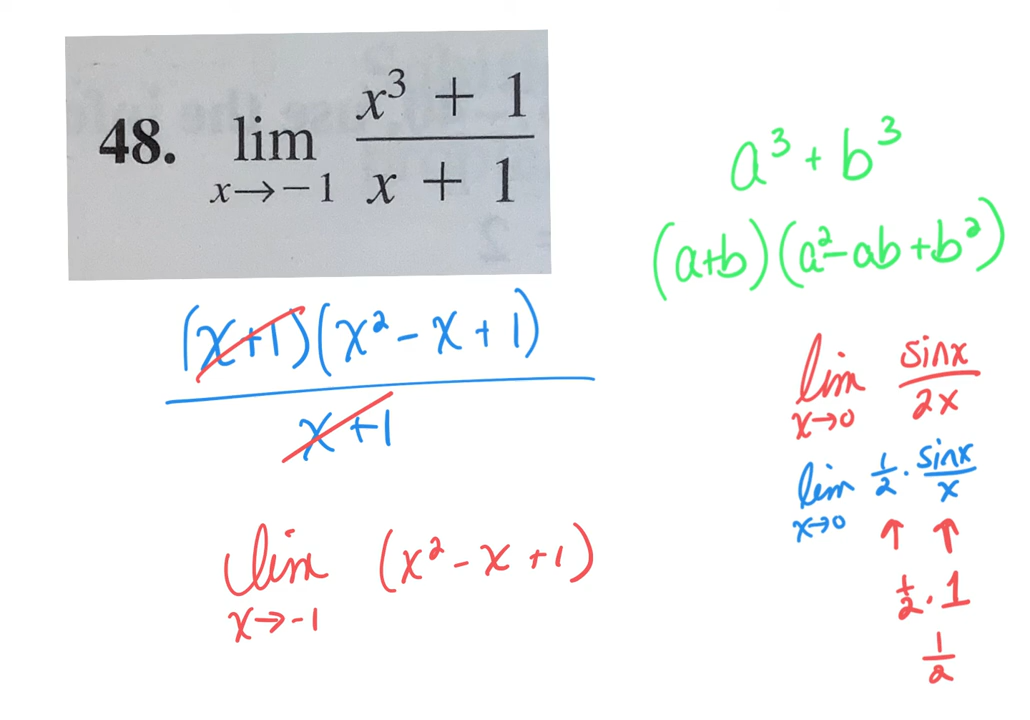 48. lim x→-1 x³ + 1 / x + 1
(x+1)(x² - x + 1)
x+1
lim x→-1 (x² - x + 1)
a³ + b³
(a+b)(a² - ab + b²)
lim x→0 sinx / 2x
lim x→0 1/2 · sinx / x
↑ ↑
1/2 · 1
1/2